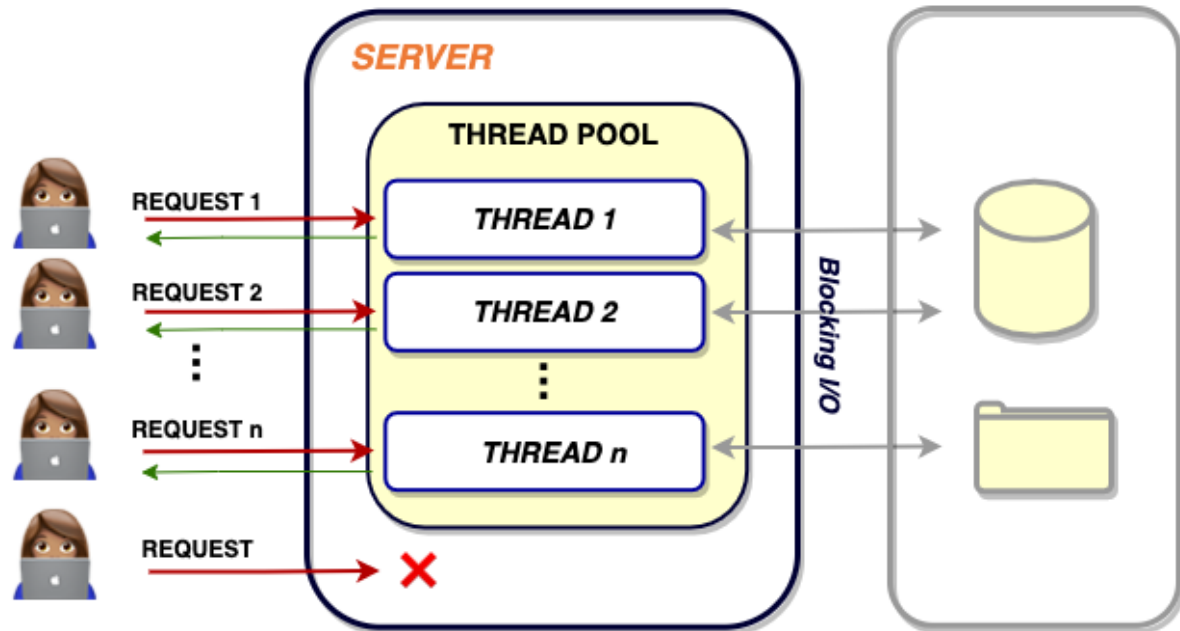 SERVER
THREAD POOL
REQUEST 1
THREAD 1
REQUEST 2
THREAD 2
Blocking I/O
REQUEST n
THREAD n
REQUEST